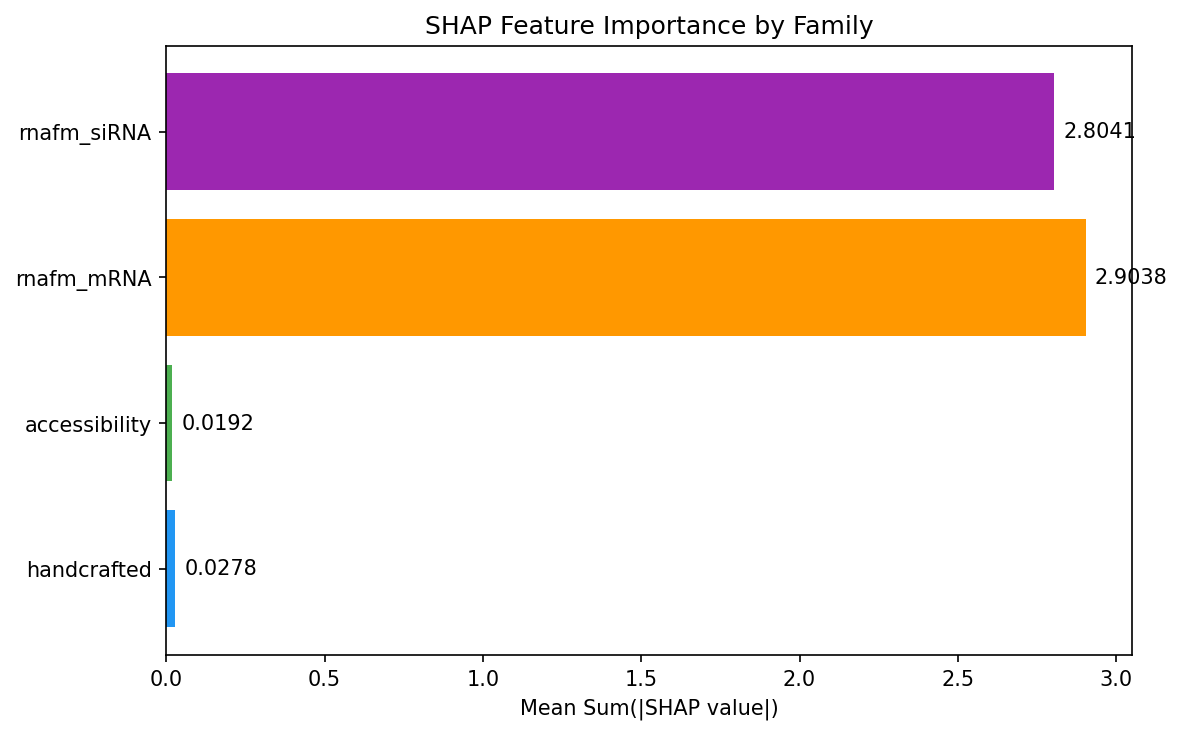 SHAP Feature Importance by Family
rnafm_siRNA
2.8041
rnafm_mRNA
2.9038
accessibility
0.0192
handcrafted
0.0278
0.0 0.5 1.0 1.5 2.0 2.5 3.0
Mean Sum(|SHAP value|)